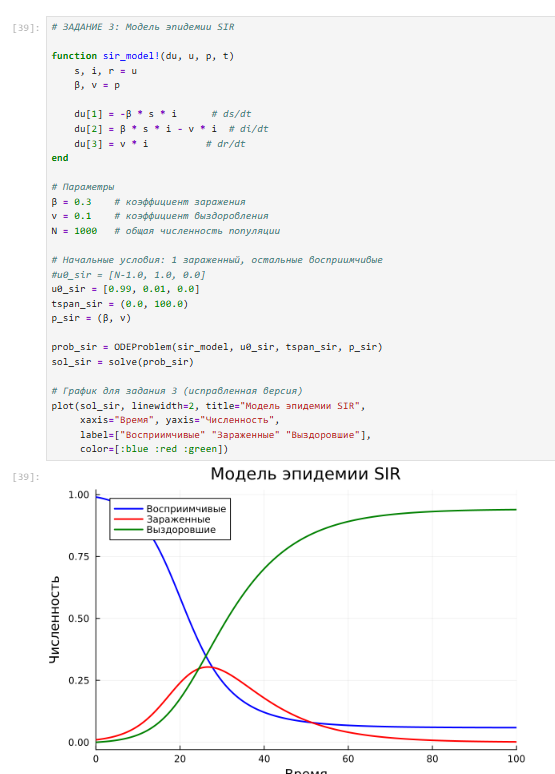 [39]:
# ЗАДАНИЕ 3: Модель эпидемии SIR
function sir_model!(du, u, p, t)
s, i, r = u
β, ν = p
du[1] = -β * s * i # ds/dt
du[2] = β * s * i - ν * i # di/dt
du[3] = ν * i # dr/dt
end
# Параметры
β = 0.3 # коэффициент заражения
ν = 0.1 # коэффициент выздоровления
N = 1000 # общая численность популяции
# Начальные условия: 1 зараженный, остальные восприимчивые
#u0_sir = [N-1.0, 1.0, 0.0]
u0_sir = [0.99, 0.01, 0.0]
tspan_sir = (0.0, 100.0)
p_sir = (β, ν)
prob_sir = ODEProblem(sir_model, u0_sir, tspan_sir, p_sir)
sol_sir = solve(prob_sir)
# График для задания 3 (исправленная версия)
plot(sol_sir, linewidth=2, title="Модель эпидемии SIR",
xaxis="Время", yaxis="Численность",
label=["Восприимчивые" "Зараженные" "Выздоровшие"],
color=[:blue :red :green])
[39]:
Модель эпидемии SIR
1.00
Восприимчивые
Зараженные
Выздоровшие
0.75
Численность
0.50
0.25
0.00
0 20 40 60 80 100
Время